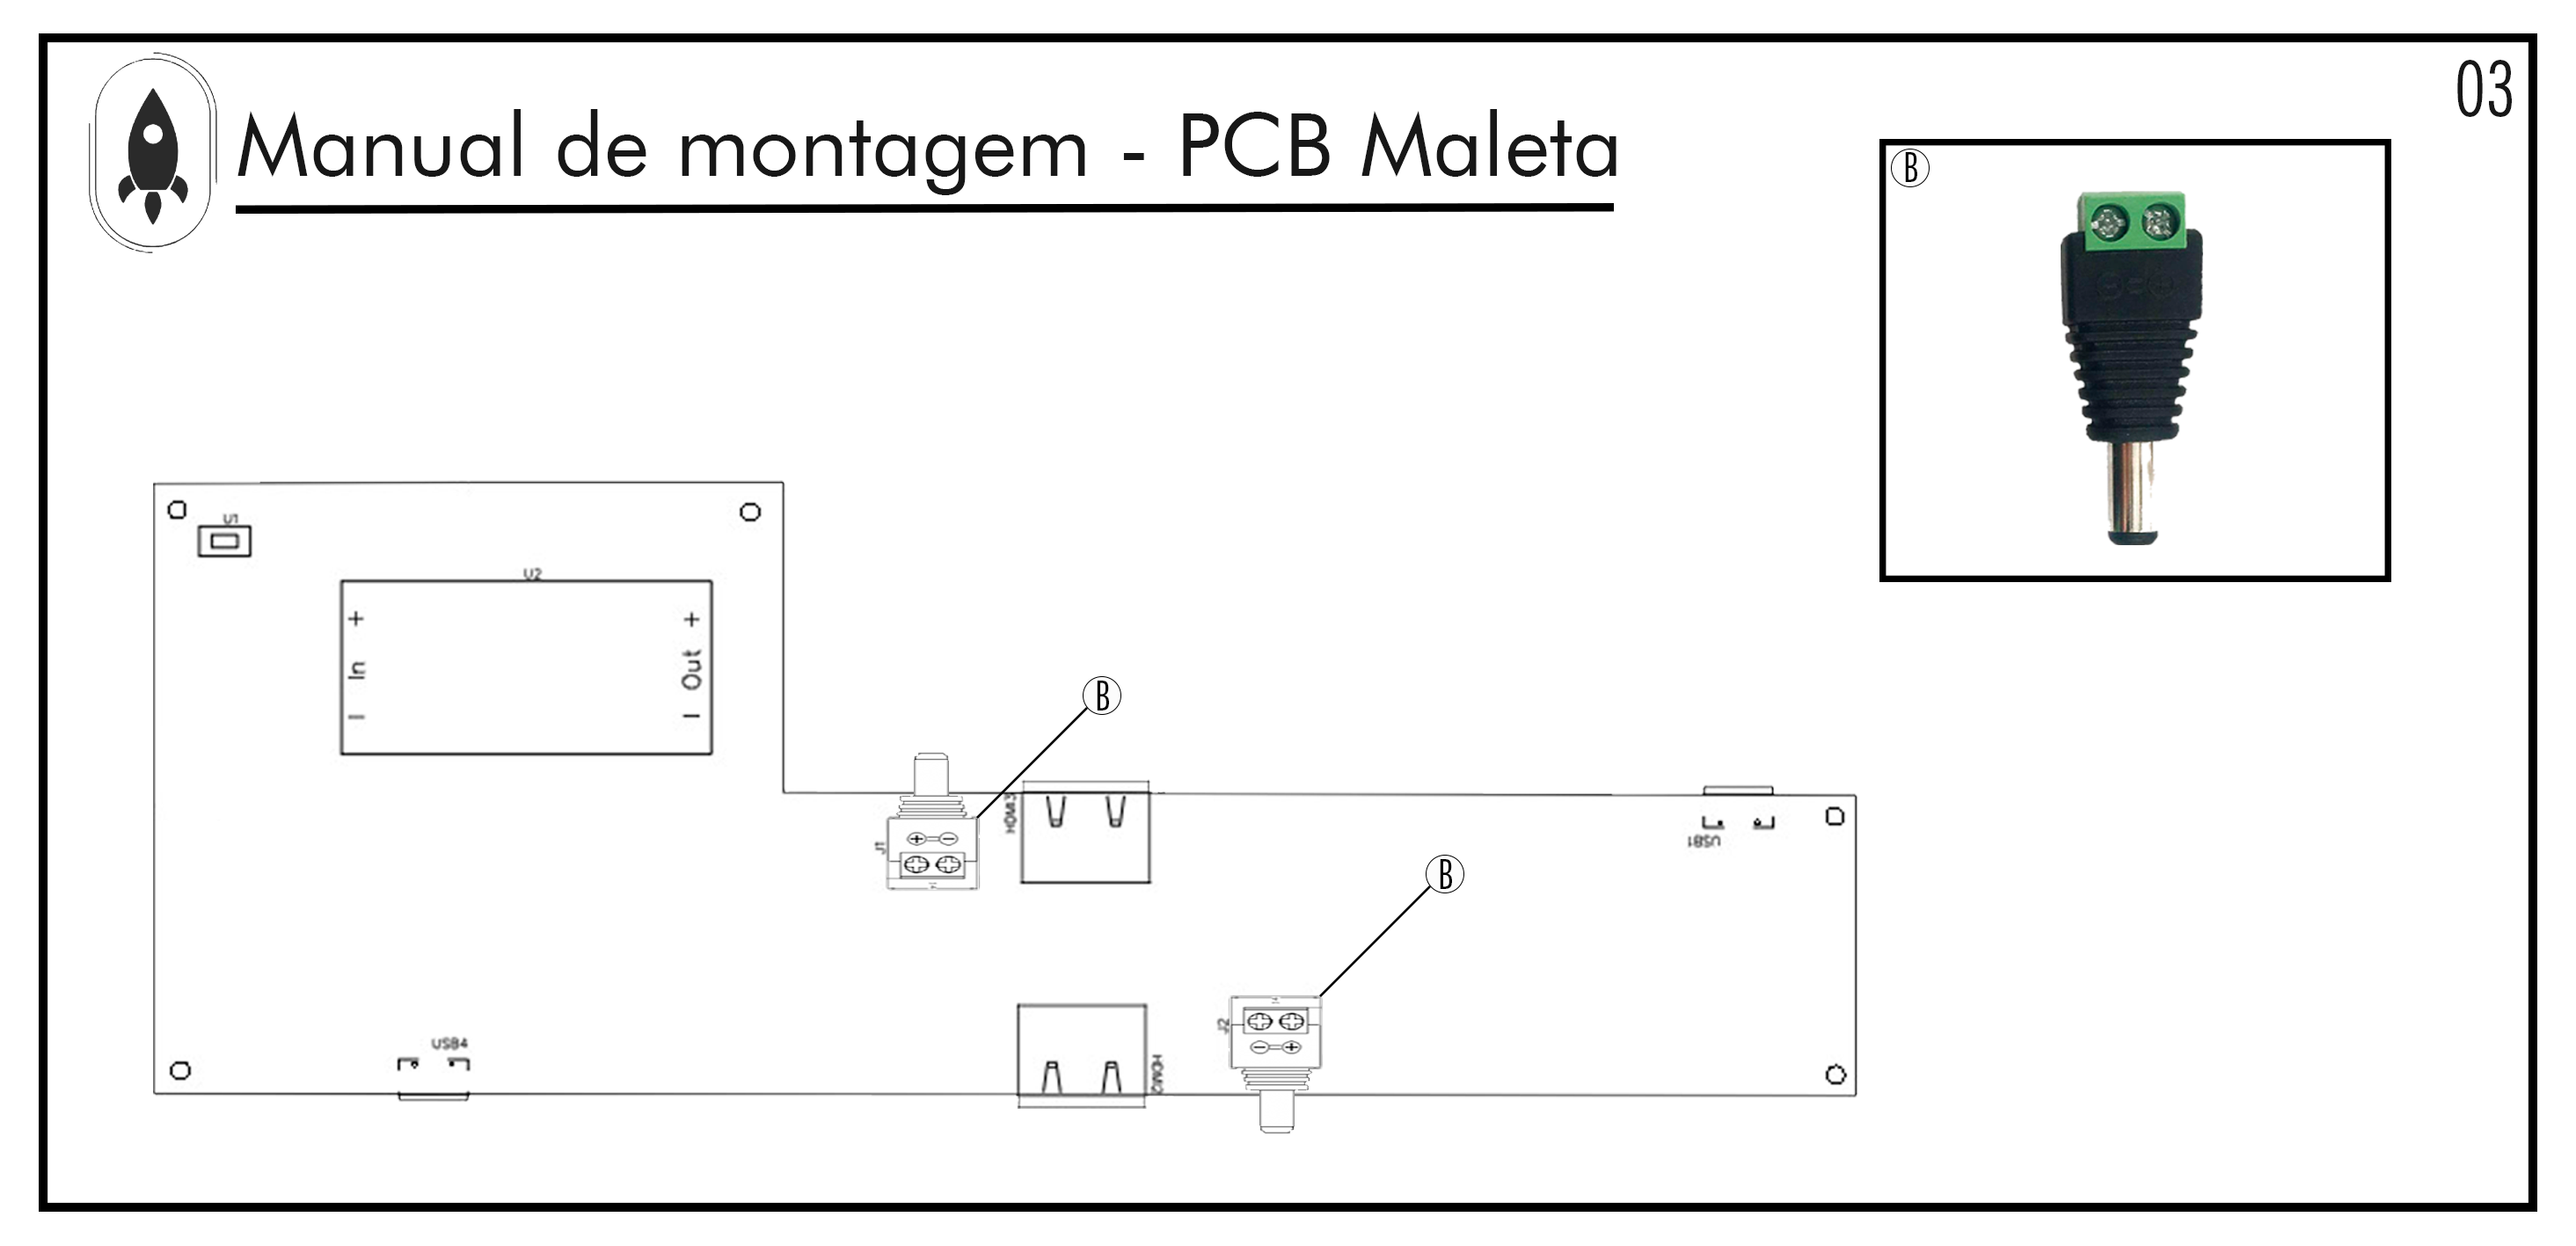 03
Manual de montagem - PCB Maleta
B
U1
U2
+ +
In Out
- -
B
HDMI3
J1
+ -
USB1
B
J2
- +
USB4
HDMI2